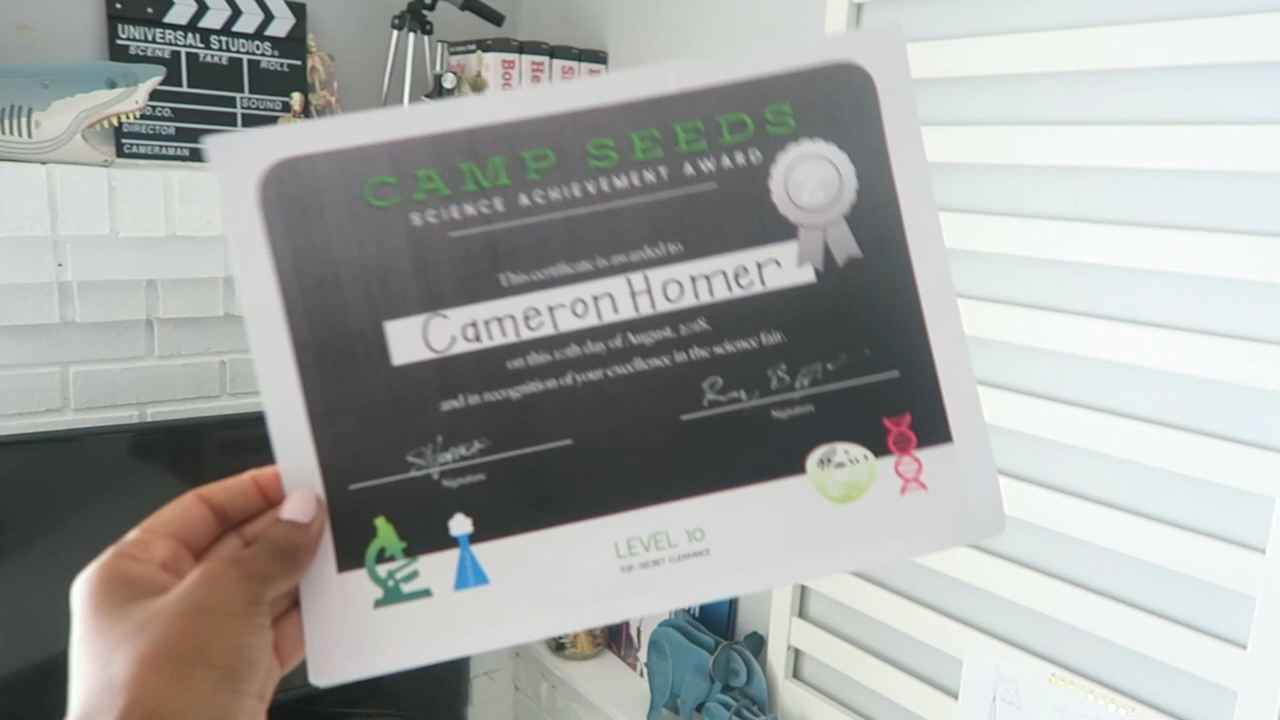 UNIVERSAL STUDIOS®
SCENE TAKE ROLL
SOUND
DIRECTOR
CAMERAMAN
CAMP SEEDS
SCIENCE ACHIEVEMENT AWARD
This certificate is awarded to
Cameron Homer
on this 10th day of August, 2018,
and in recognition of your excellence in the science fair.
Signature
Signature
LEVEL 10
TOP-SECRET CLEARANCE